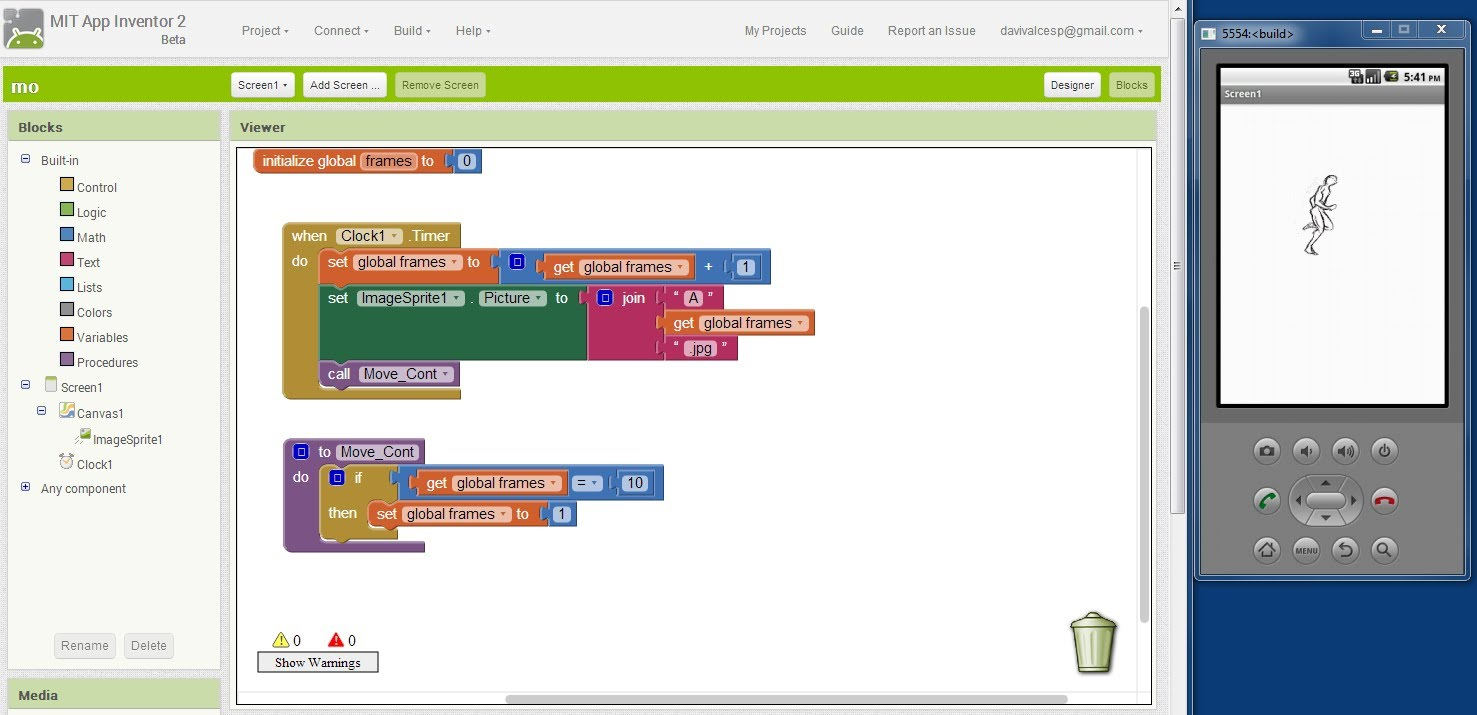 MIT App Inventor 2
Beta
Project Connect Build Help My Projects Guide Report an Issue davivalcesp@gmail.com
mo Screen1 Add Screen ... Remove Screen Designer Blocks
Blocks
Built-in
Control
Logic
Math
Text
Lists
Colors
Variables
Procedures
Screen1
Canvas1
ImageSprite1
Clock1
Any component
Rename Delete
Media
Viewer
initialize global frames to 0
when Clock1 .Timer
do set global frames to get global frames + 1
set ImageSprite1 . Picture to join “ A ”
get global frames
“ .jpg ”
call Move_Cont
to Move_Cont
do if get global frames = 10
then set global frames to 1
0 0
Show Warnings
5554:<build>
3G 5:41 PM
Screen1
MENU